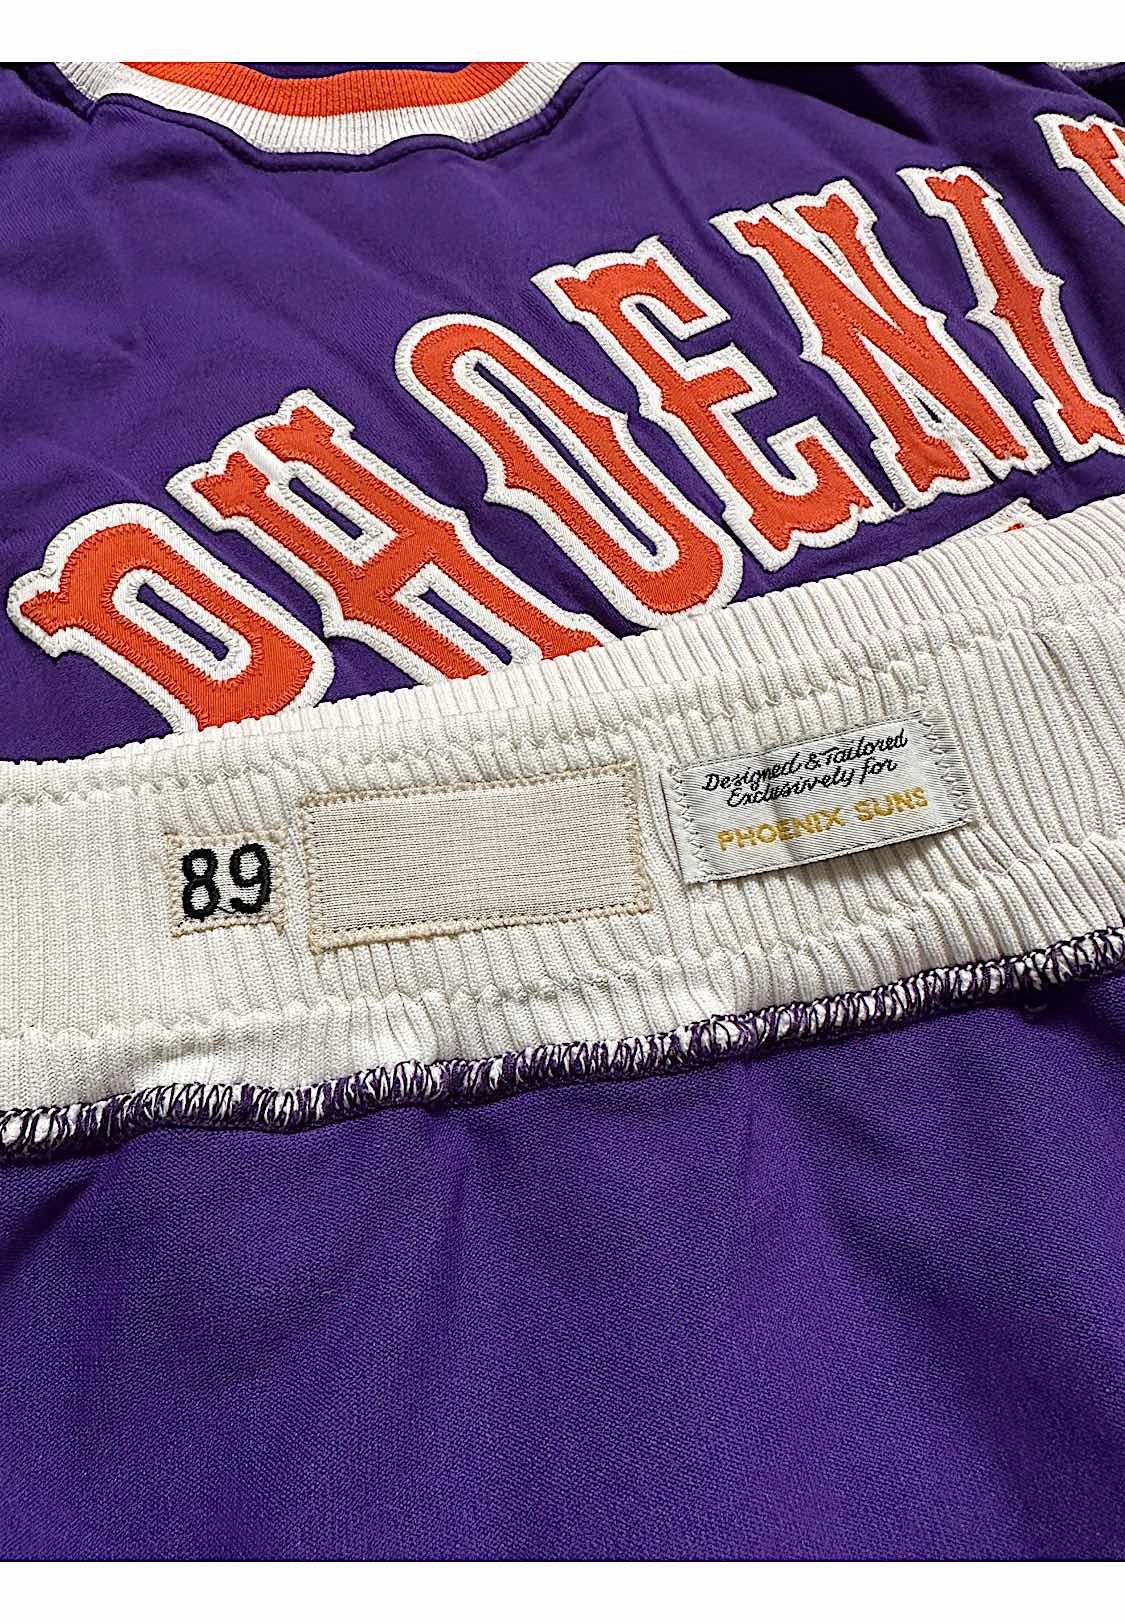 PHOENI
89
Designed & Tailored
Exclusively for
PHOENIX SUNS